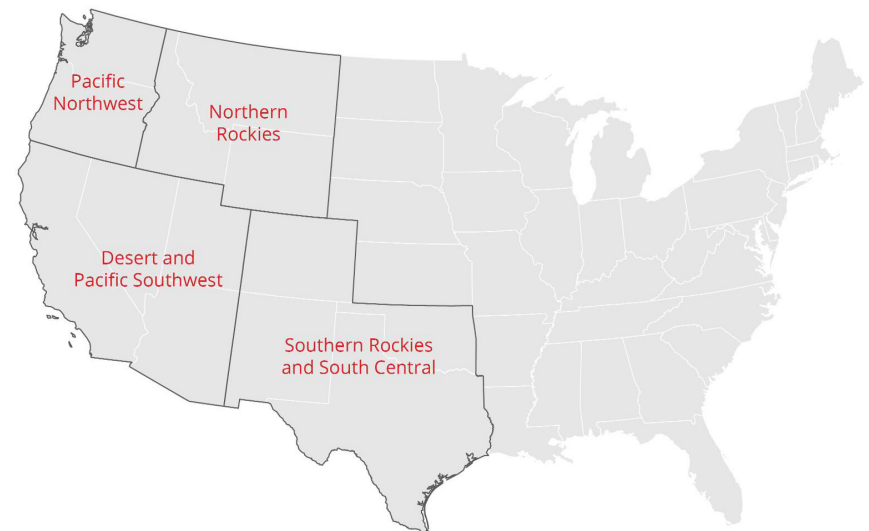 Pacific
Northwest
Northern
Rockies
Desert and
Pacific Southwest
Southern Rockies
and South Central